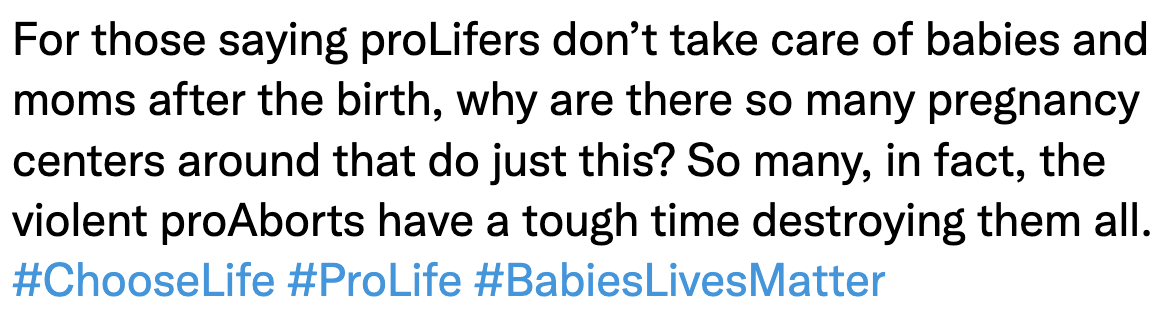 For those saying proLifers don’t take care of babies and
moms after the birth, why are there so many pregnancy
centers around that do just this? So many, in fact, the
violent proAborts have a tough time destroying them all.
#ChooseLife #ProLife #BabiesLivesMatter